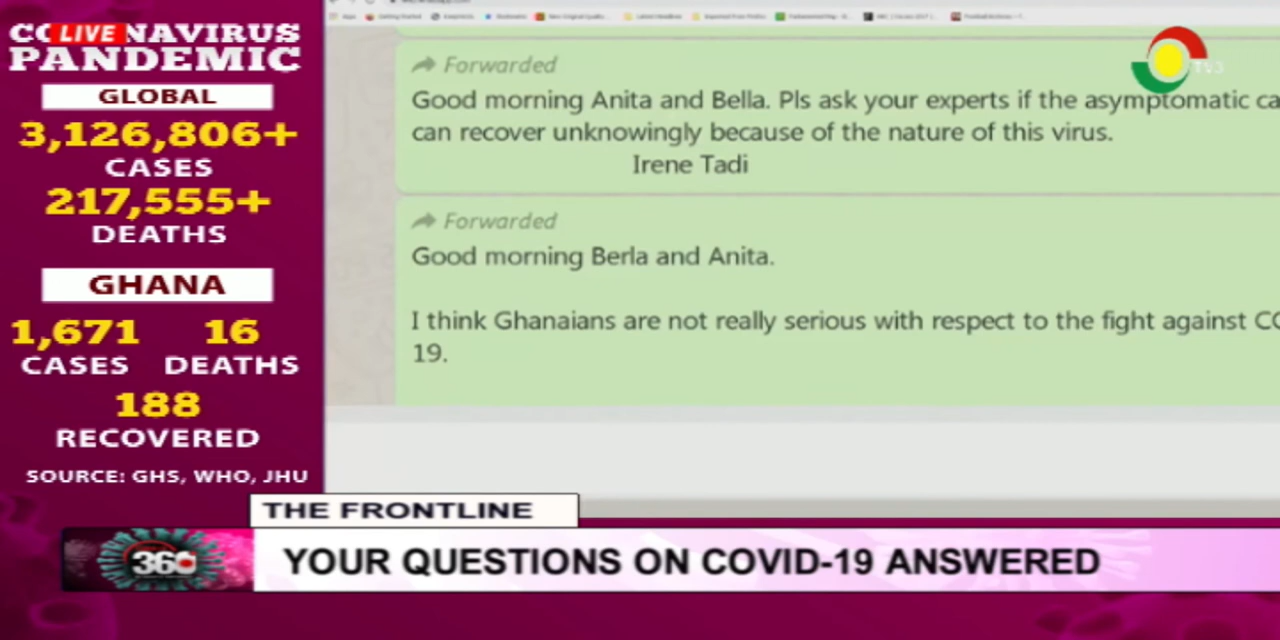 CORONAVIRUS
LIVE
PANDEMIC
GLOBAL
3,126,806+
CASES
217,555+
DEATHS
GHANA
1,671 16
CASES DEATHS
188
RECOVERED
SOURCE: GHS, WHO, JHU
TV3
Forwarded
Good morning Anita and Bella. Pls ask your experts if the asymptomatic ca
can recover unknowingly because of the nature of this virus.
Irene Tadi
Forwarded
Good morning Berla and Anita.
I think Ghanaians are not really serious with respect to the fight against CO
19.
THE FRONTLINE
360
YOUR QUESTIONS ON COVID-19 ANSWERED